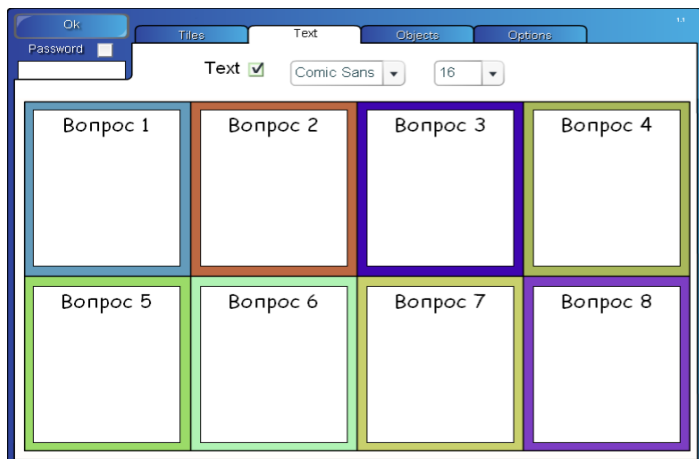 Ok
1.1
Tiles Text Objects Options
Password
Text Comic Sans 16
Вопрос 1 Вопрос 2 Вопрос 3 Вопрос 4
Вопрос 5 Вопрос 6 Вопрос 7 Вопрос 8